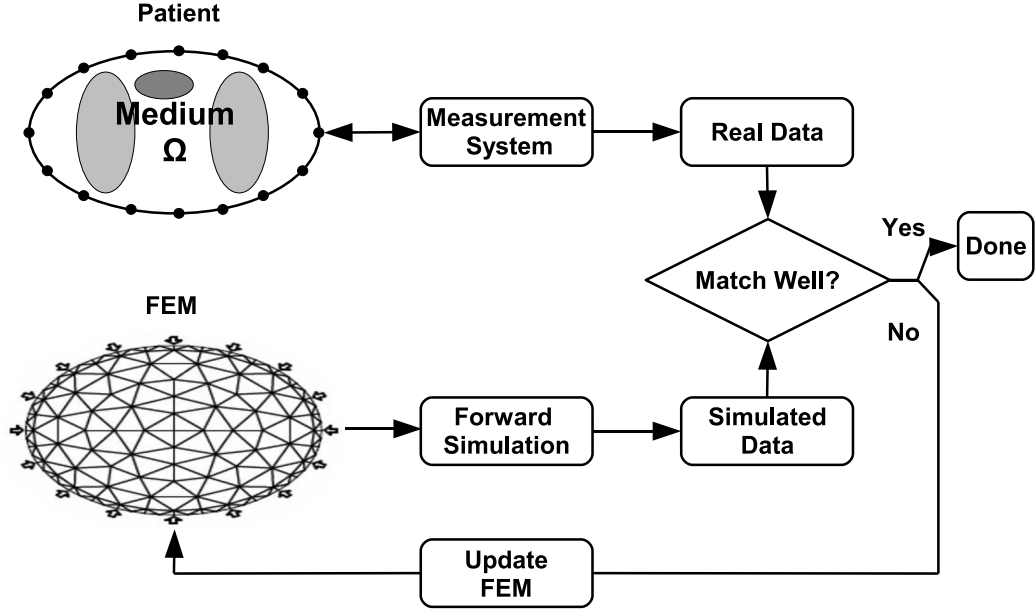 Patient
Medium
Ω
Measurement
System
Real Data
Yes
Done
Match Well?
No
FEM
Forward
Simulation
Simulated
Data
Update
FEM